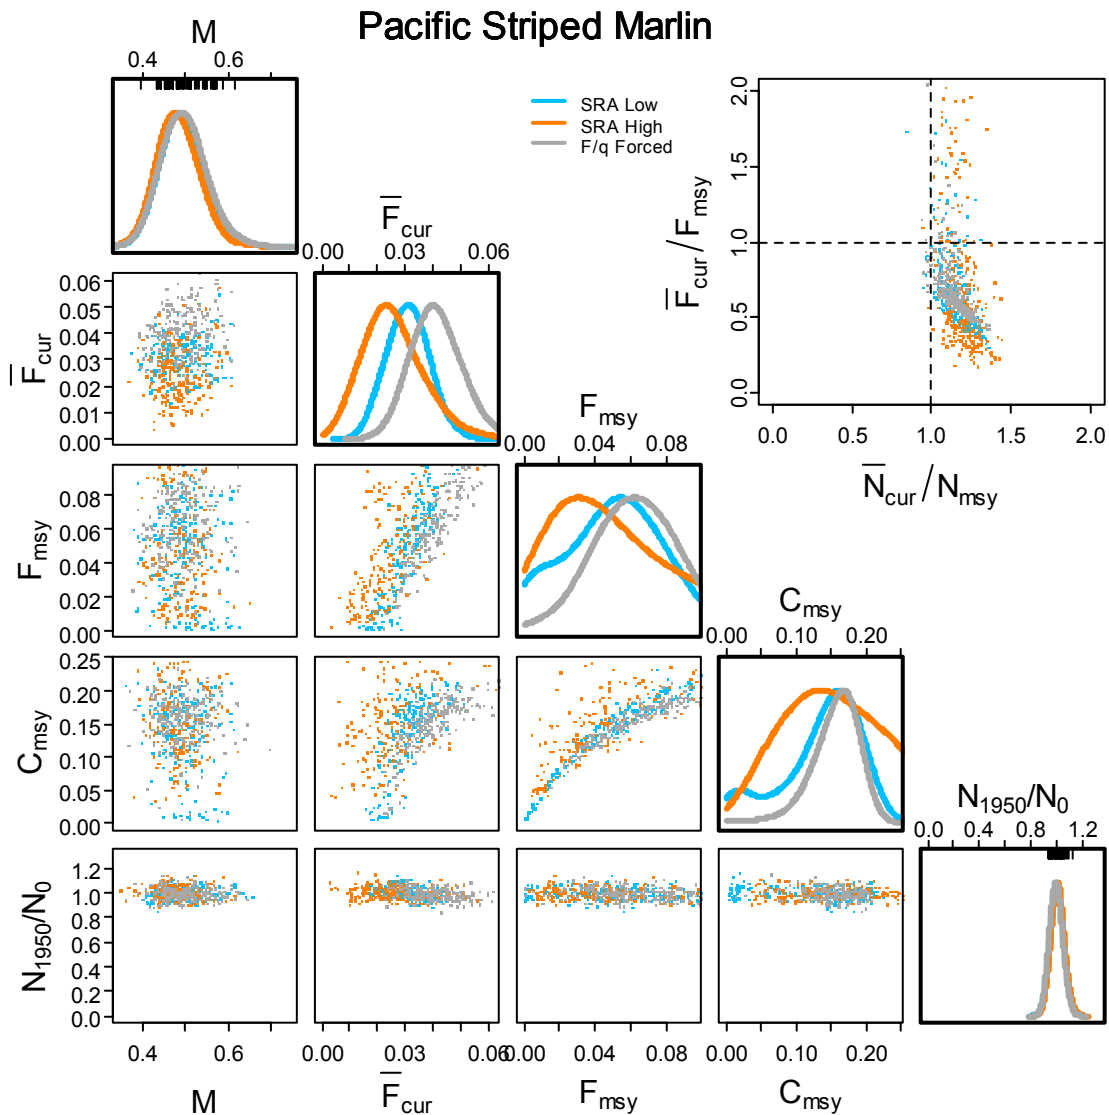 Pacific Striped Marlin
M
0.4 0.6
SRA Low
SRA High
F/q Forced
0.0 0.5 1.0 1.5 2.0
F̅cur / Fmsy
0.0 0.5 1.0 1.5 2.0
N̅cur / Nmsy
F̅cur
0.00 0.03 0.06
0.00 0.01 0.02 0.03 0.04 0.05 0.06
F̅cur
Fmsy
0.00 0.04 0.08
0.00 0.02 0.04 0.06 0.08
Fmsy
Cmsy
0.00 0.10 0.20
0.00 0.05 0.10 0.15 0.20 0.25
Cmsy
N1950/N0
0.0 0.4 0.8 1.2
0.0 0.2 0.4 0.6 0.8 1.0 1.2
N1950/N0
0.4 0.6
0.00 0.03 0.06
0.00 0.04 0.08
0.00 0.10 0.20
M
F̅cur
Fmsy
Cmsy